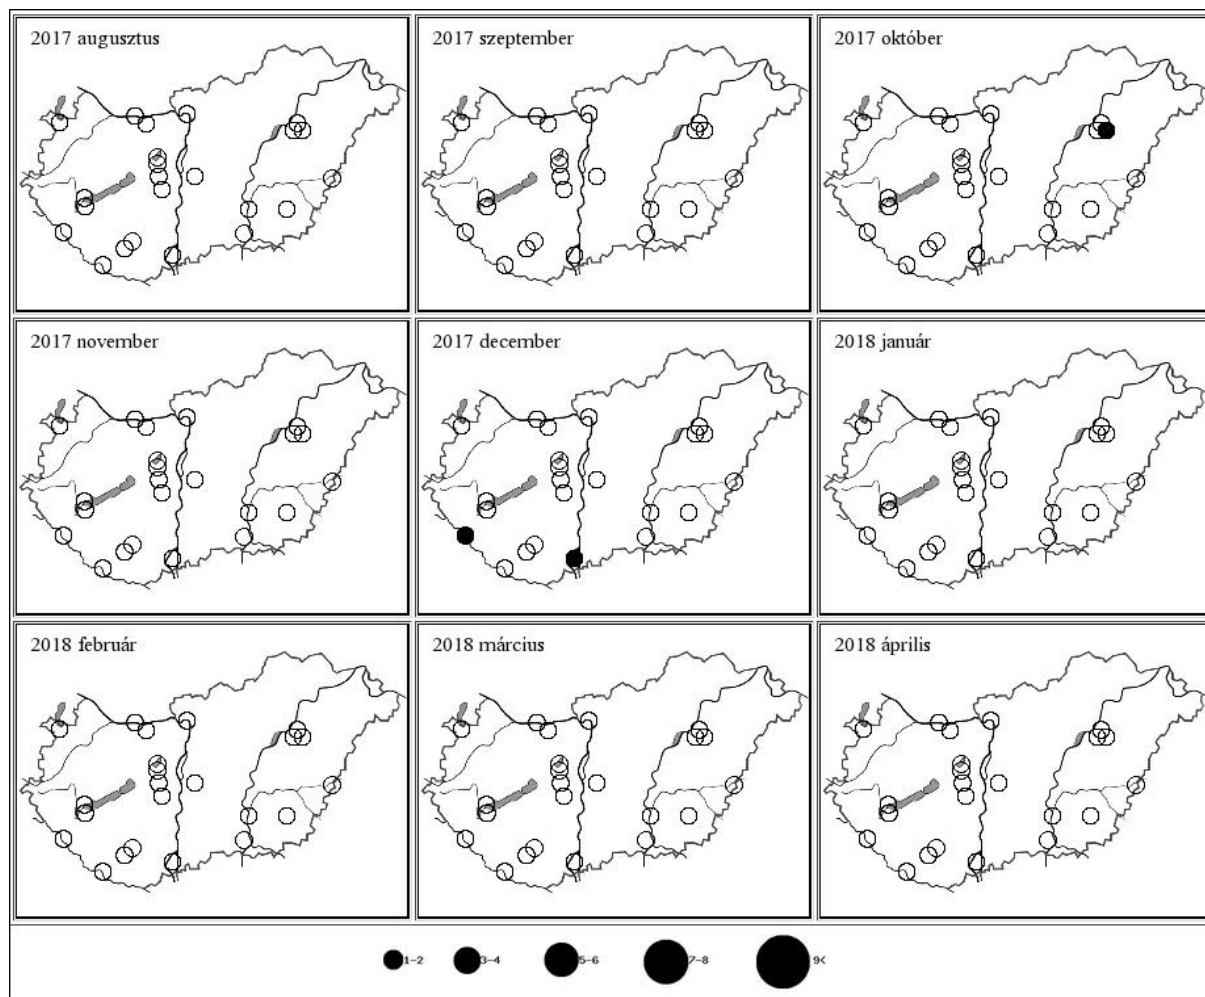 2017 augusztus
2017 szeptember
2017 október
2017 november
2017 december
2018 január
2018 február
2018 március
2018 április
1-2
3-4
5-6
7-8
9<